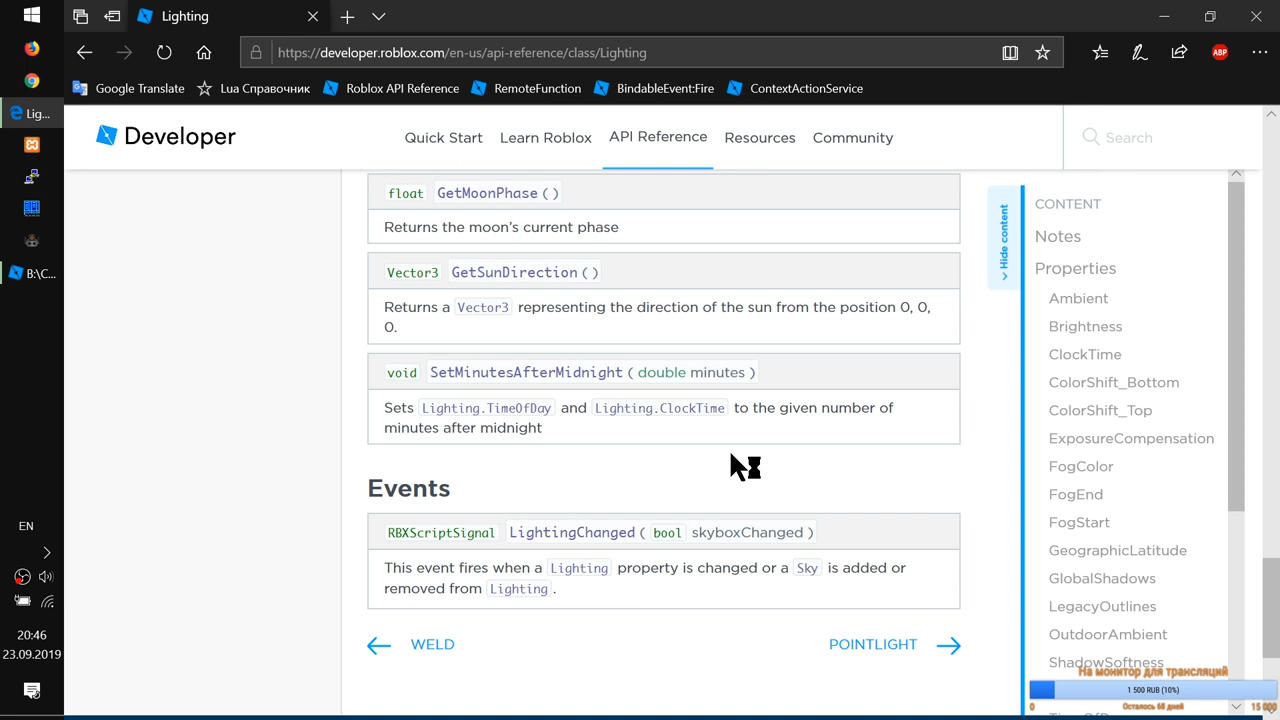 Lighting
https://developer.roblox.com/en-us/api-reference/class/Lighting
ABP
Lig...
Google Translate
Lua Справочник
Roblox API Reference
RemoteFunction
BindableEvent:Fire
ContextActionService
Developer
Quick Start
Learn Roblox
API Reference
Resources
Community
Search
float GetMoonPhase ( )
Returns the moon's current phase
Vector3 GetSunDirection ( )
Returns a Vector3 representing the direction of the sun from the position 0, 0,
0.
void SetMinutesAfterMidnight ( double minutes )
Sets Lighting.TimeOfDay and Lighting.ClockTime to the given number of
minutes after midnight
Events
RBXScriptSignal LightingChanged ( bool skyboxChanged )
This event fires when a Lighting property is changed or a Sky is added or
removed from Lighting.
WELD
POINTLIGHT
Hide content
CONTENT
Notes
Properties
Ambient
Brightness
ClockTime
ColorShift_Bottom
ColorShift_Top
ExposureCompensation
FogColor
FogEnd
FogStart
GeographicLatitude
GlobalShadows
LegacyOutlines
OutdoorAmbient
ShadowSoftness
На монитор для трансляций
1 500 RUB (10%)
0
Осталось 68 дней
15 000
B:\C...
EN
20:46
23.09.2019